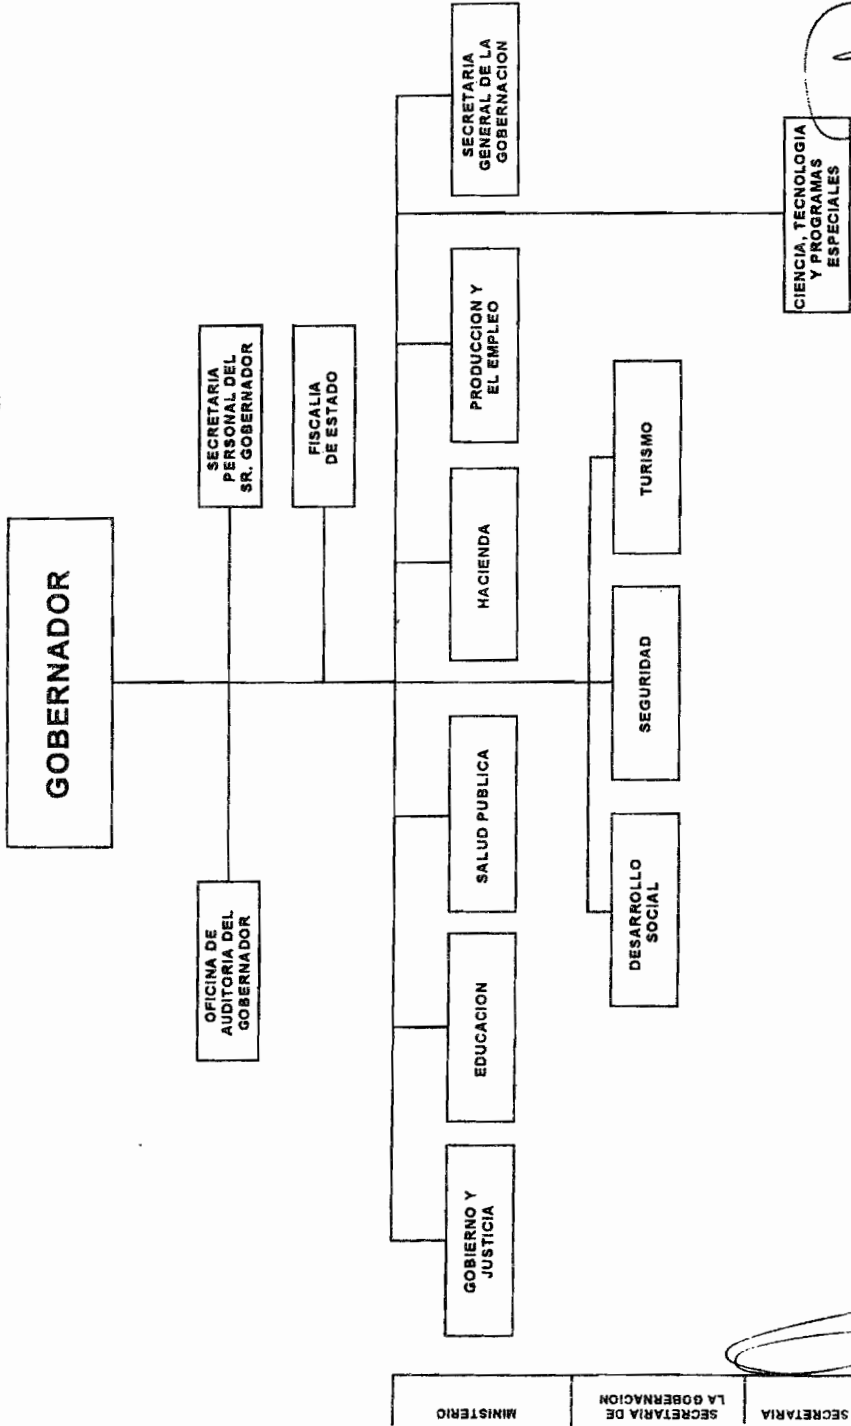 GOBERNADOR
OFICINA DE
AUDITORIA DEL
GOBERNADOR
SECRETARIA
PERSONAL DEL
SR. GOBERNADOR
FISCALIA
DE ESTADO
MINISTERIO
GOBIERNO Y
JUSTICIA
EDUCACION
SALUD PUBLICA
HACIENDA
PRODUCCION Y
EL EMPLEO
SECRETARIA
GENERAL DE LA
GOBERNACION
SECRETARIA DE
LA GOBERNACION
DESARROLLO
SOCIAL
SEGURIDAD
TURISMO
SECRETARIA
CIENCIA, TECNOLOGIA
Y PROGRAMAS
ESPECIALES